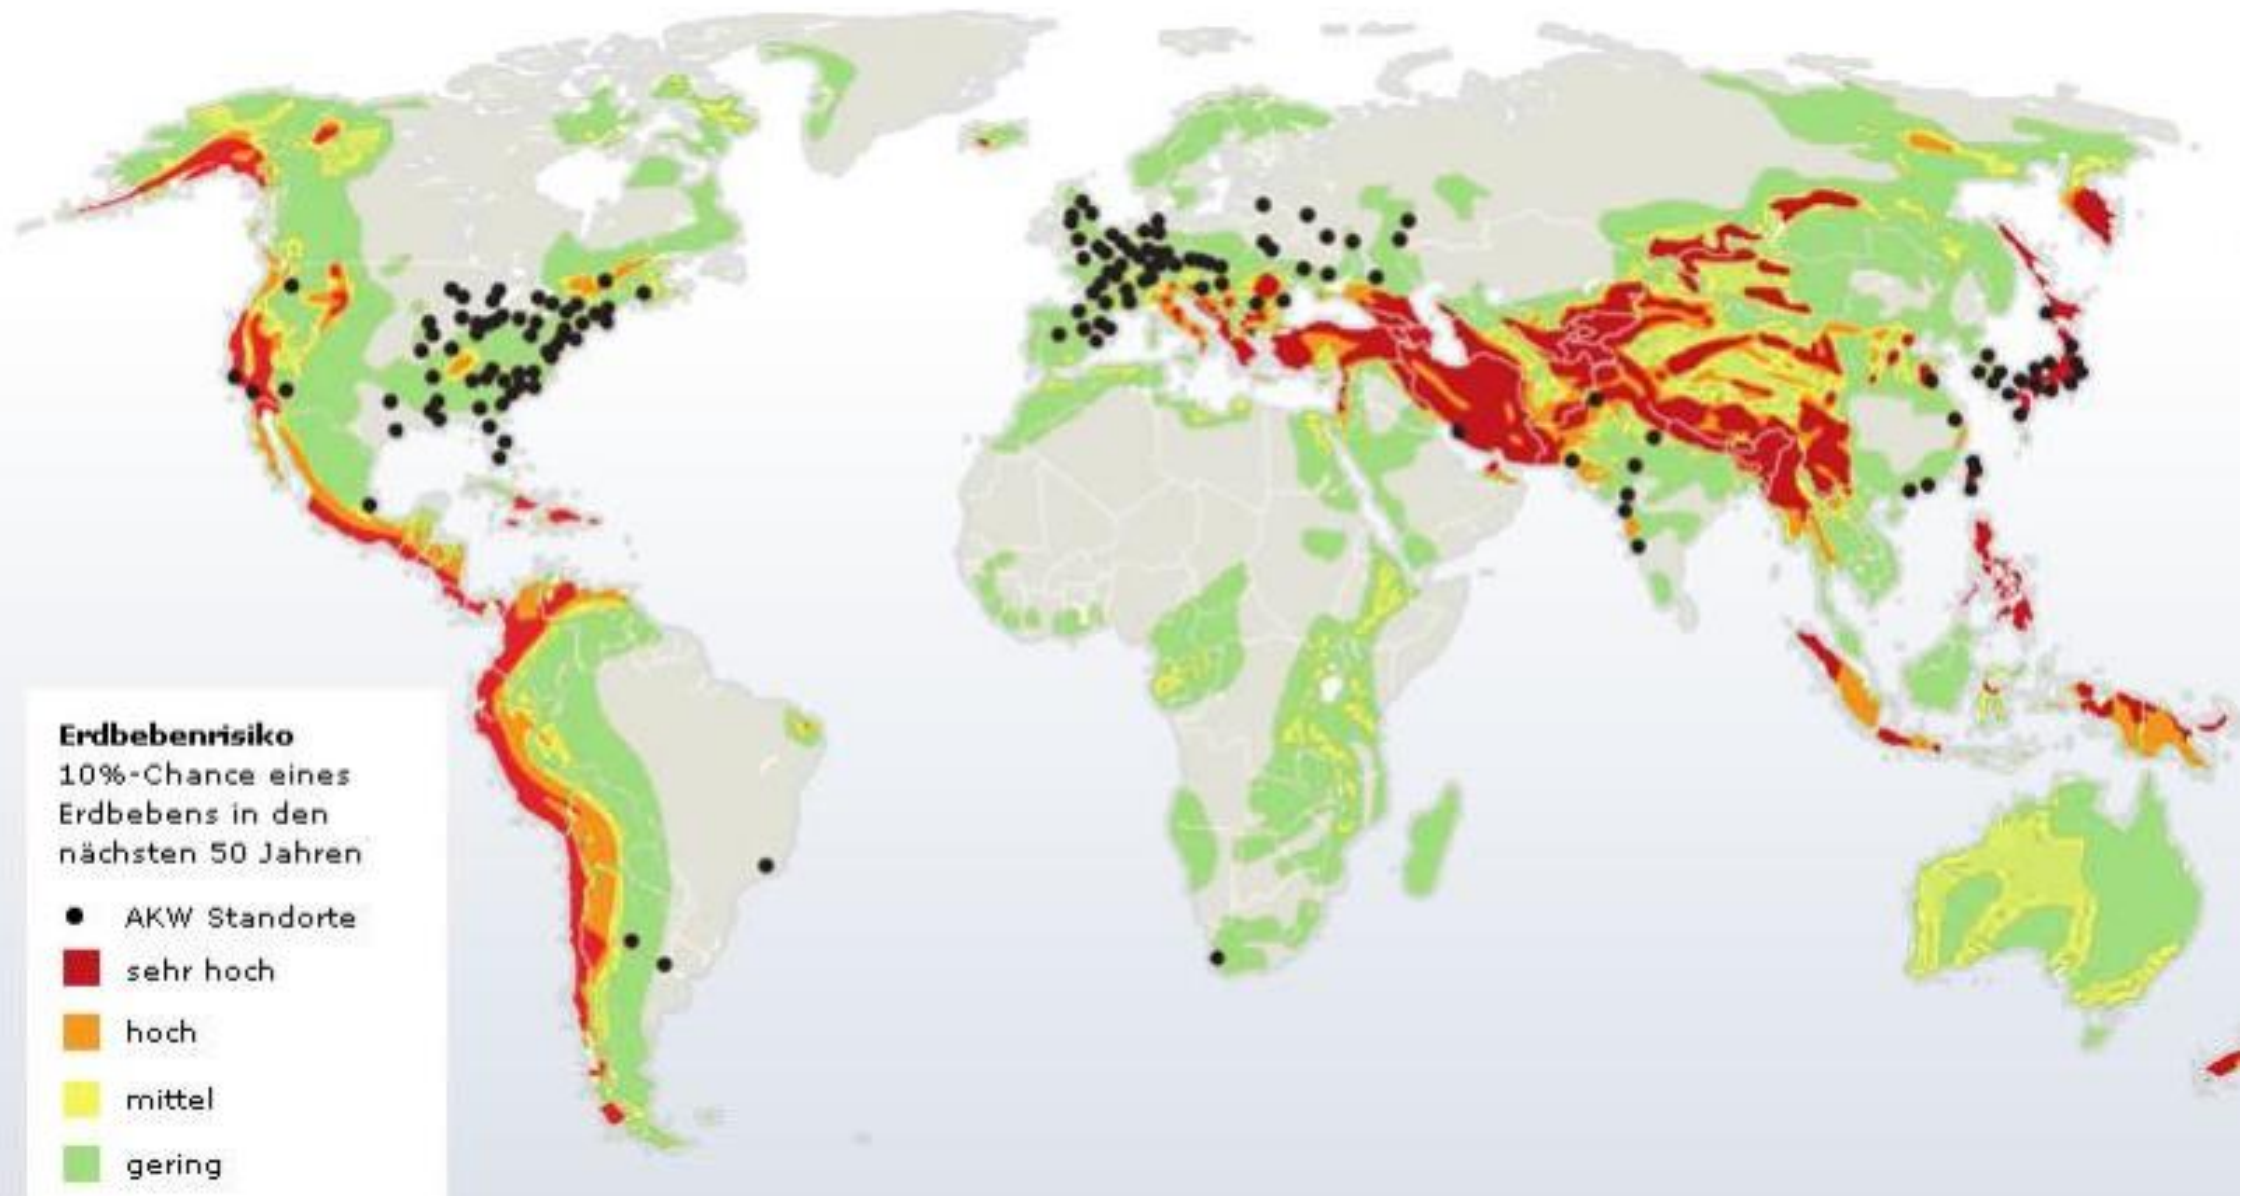 Erdbebenrisiko
10%-Chance eines
Erdbebens in den
nächsten 50 Jahren
AKW Standorte
sehr hoch
hoch
mittel
gering